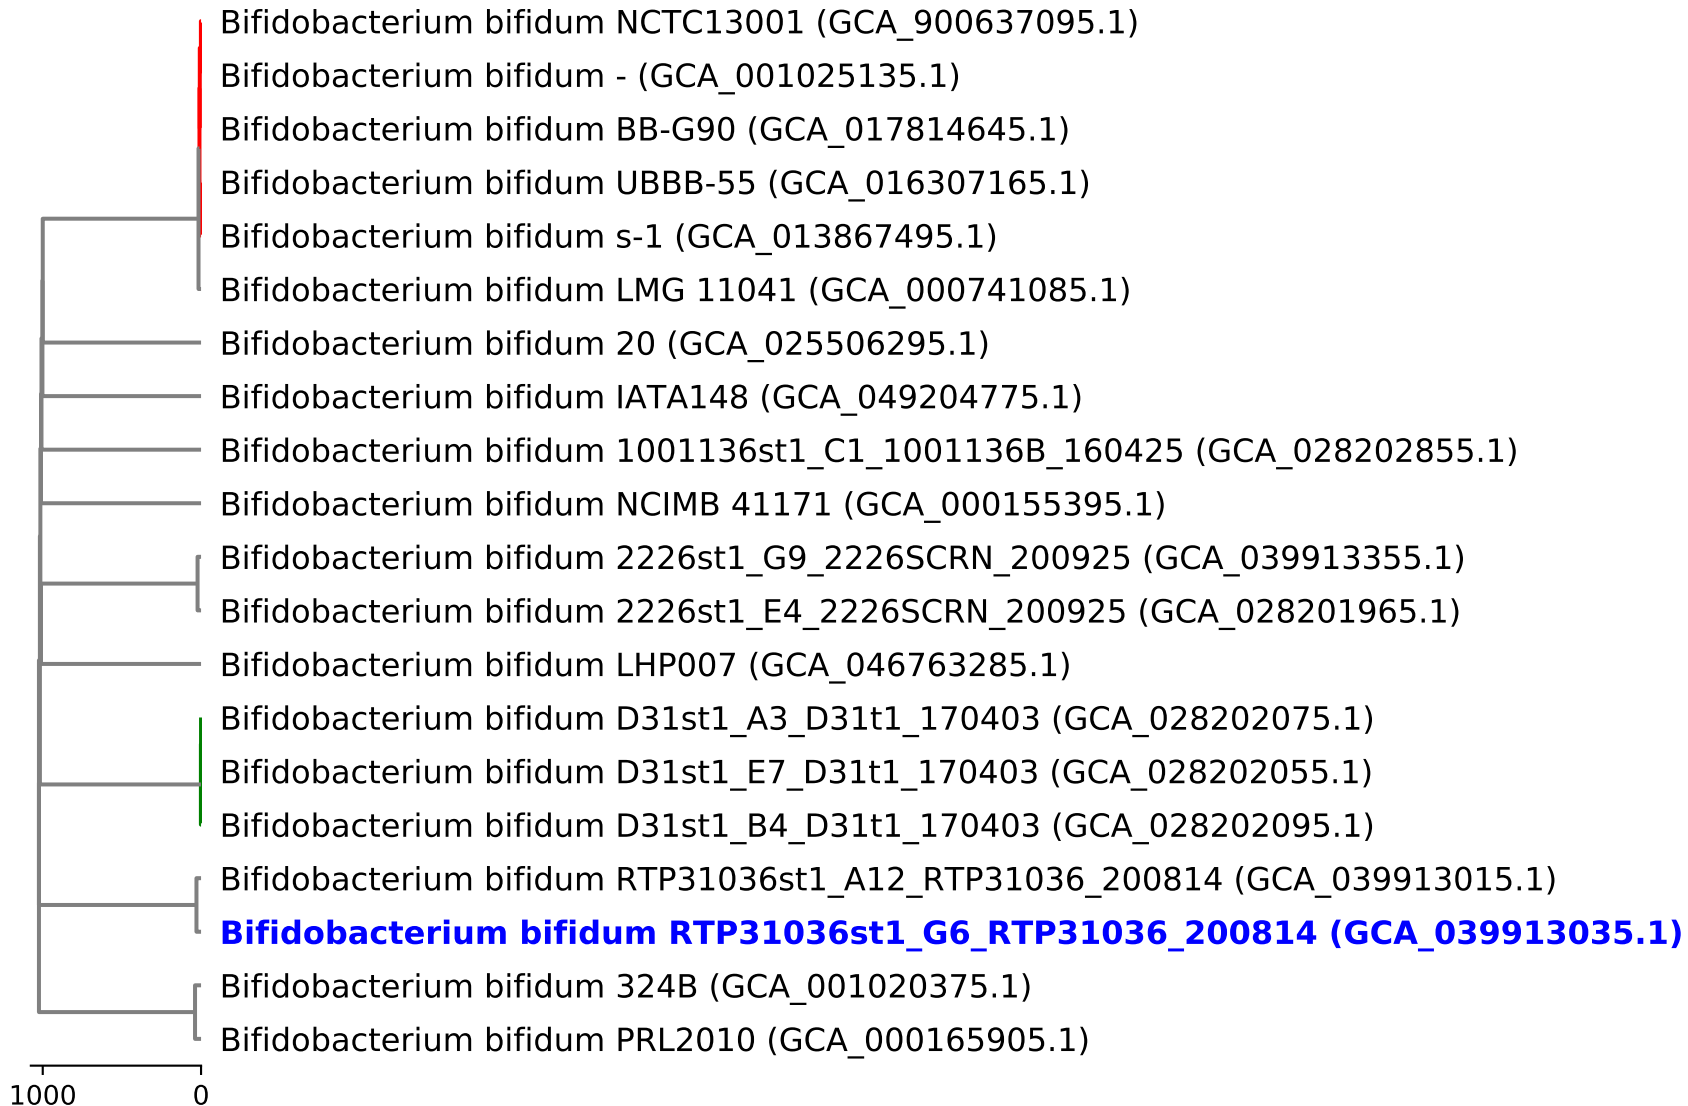 Bifidobacterium bifidum NCTC13001 (GCA_900637095.1)
Bifidobacterium bifidum - (GCA_001025135.1)
Bifidobacterium bifidum BB-G90 (GCA_017814645.1)
Bifidobacterium bifidum UBBB-55 (GCA_016307165.1)
Bifidobacterium bifidum s-1 (GCA_013867495.1)
Bifidobacterium bifidum LMG 11041 (GCA_000741085.1)
Bifidobacterium bifidum 20 (GCA_025506295.1)
Bifidobacterium bifidum IATA148 (GCA_049204775.1)
Bifidobacterium bifidum 1001136st1_C1_1001136B_160425 (GCA_028202855.1)
Bifidobacterium bifidum NCIMB 41171 (GCA_000155395.1)
Bifidobacterium bifidum 2226st1_G9_2226SCRN_200925 (GCA_039913355.1)
Bifidobacterium bifidum 2226st1_E4_2226SCRN_200925 (GCA_028201965.1)
Bifidobacterium bifidum LHP007 (GCA_046763285.1)
Bifidobacterium bifidum D31st1_A3_D31t1_170403 (GCA_028202075.1)
Bifidobacterium bifidum D31st1_E7_D31t1_170403 (GCA_028202055.1)
Bifidobacterium bifidum D31st1_B4_D31t1_170403 (GCA_028202095.1)
Bifidobacterium bifidum RTP31036st1_A12_RTP31036_200814 (GCA_039913015.1)
Bifidobacterium bifidum RTP31036st1_G6_RTP31036_200814 (GCA_039913035.1)
Bifidobacterium bifidum 324B (GCA_001020375.1)
Bifidobacterium bifidum PRL2010 (GCA_000165905.1)
1000 0